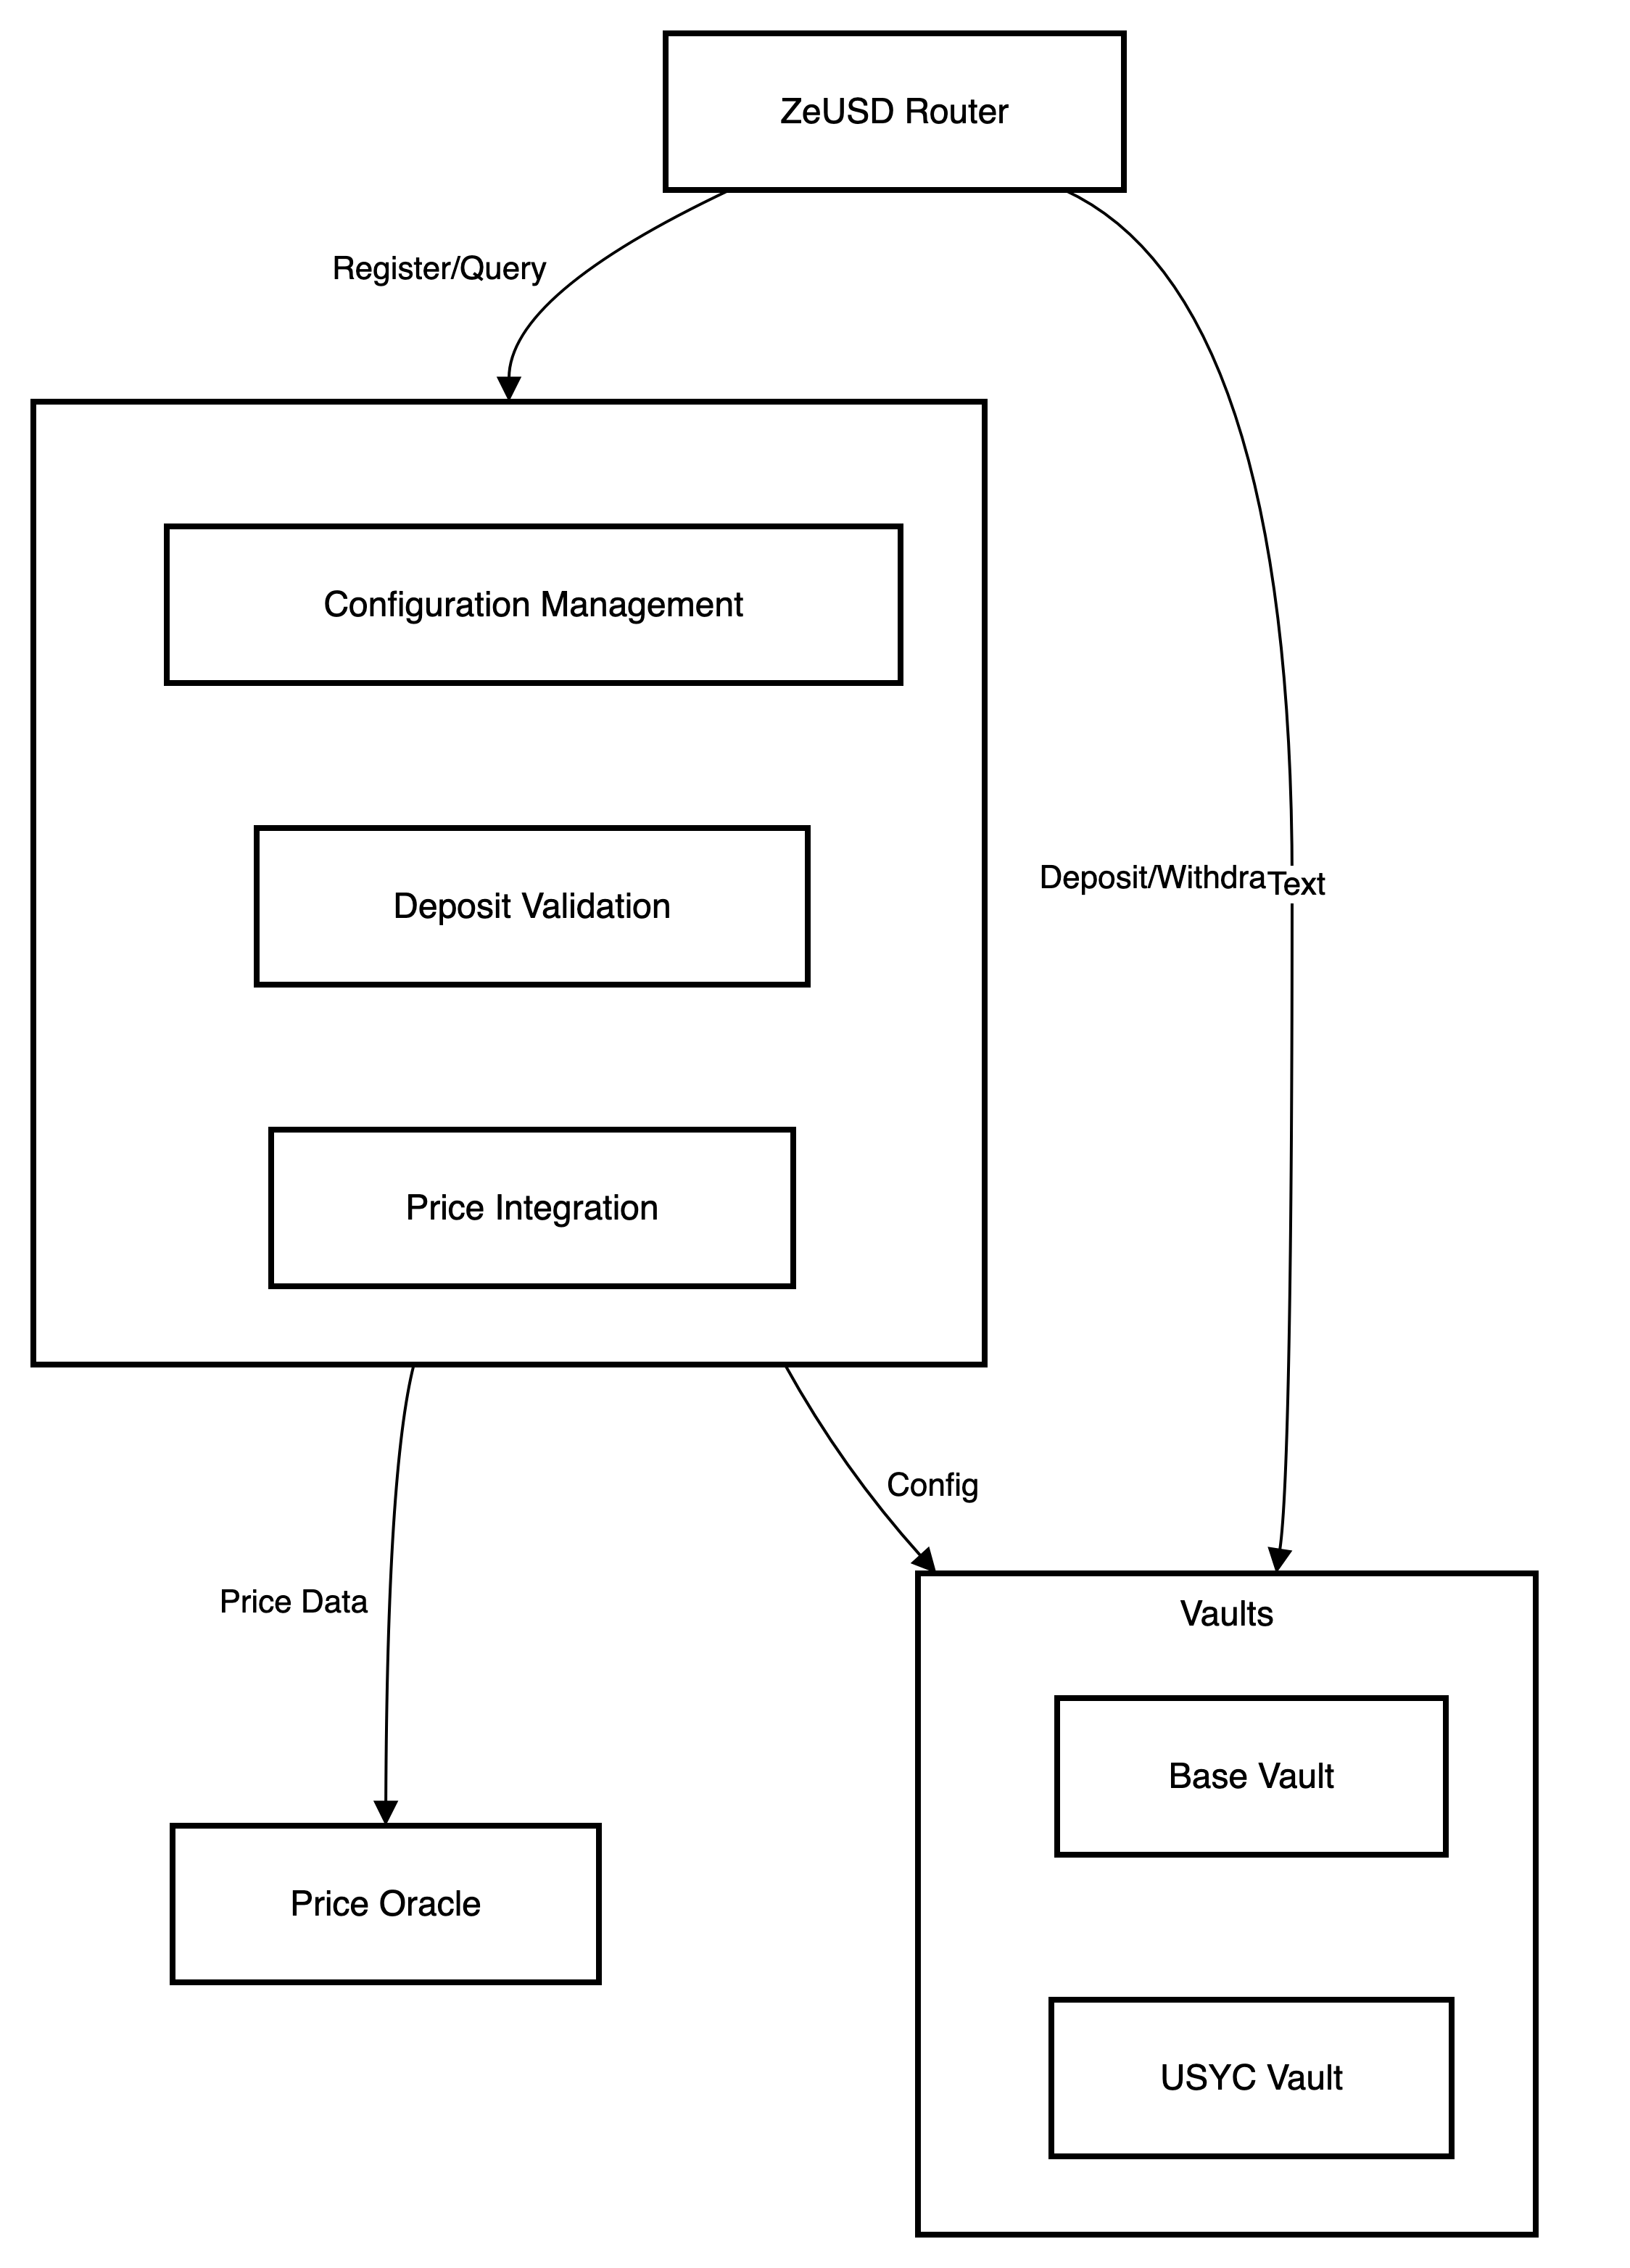 ZeUSD Router
Register/Query
Configuration Management
Deposit Validation
Deposit/Withdra
Text
Price Integration
Config
Price Data
Vaults
Base Vault
Price Oracle
USYC Vault